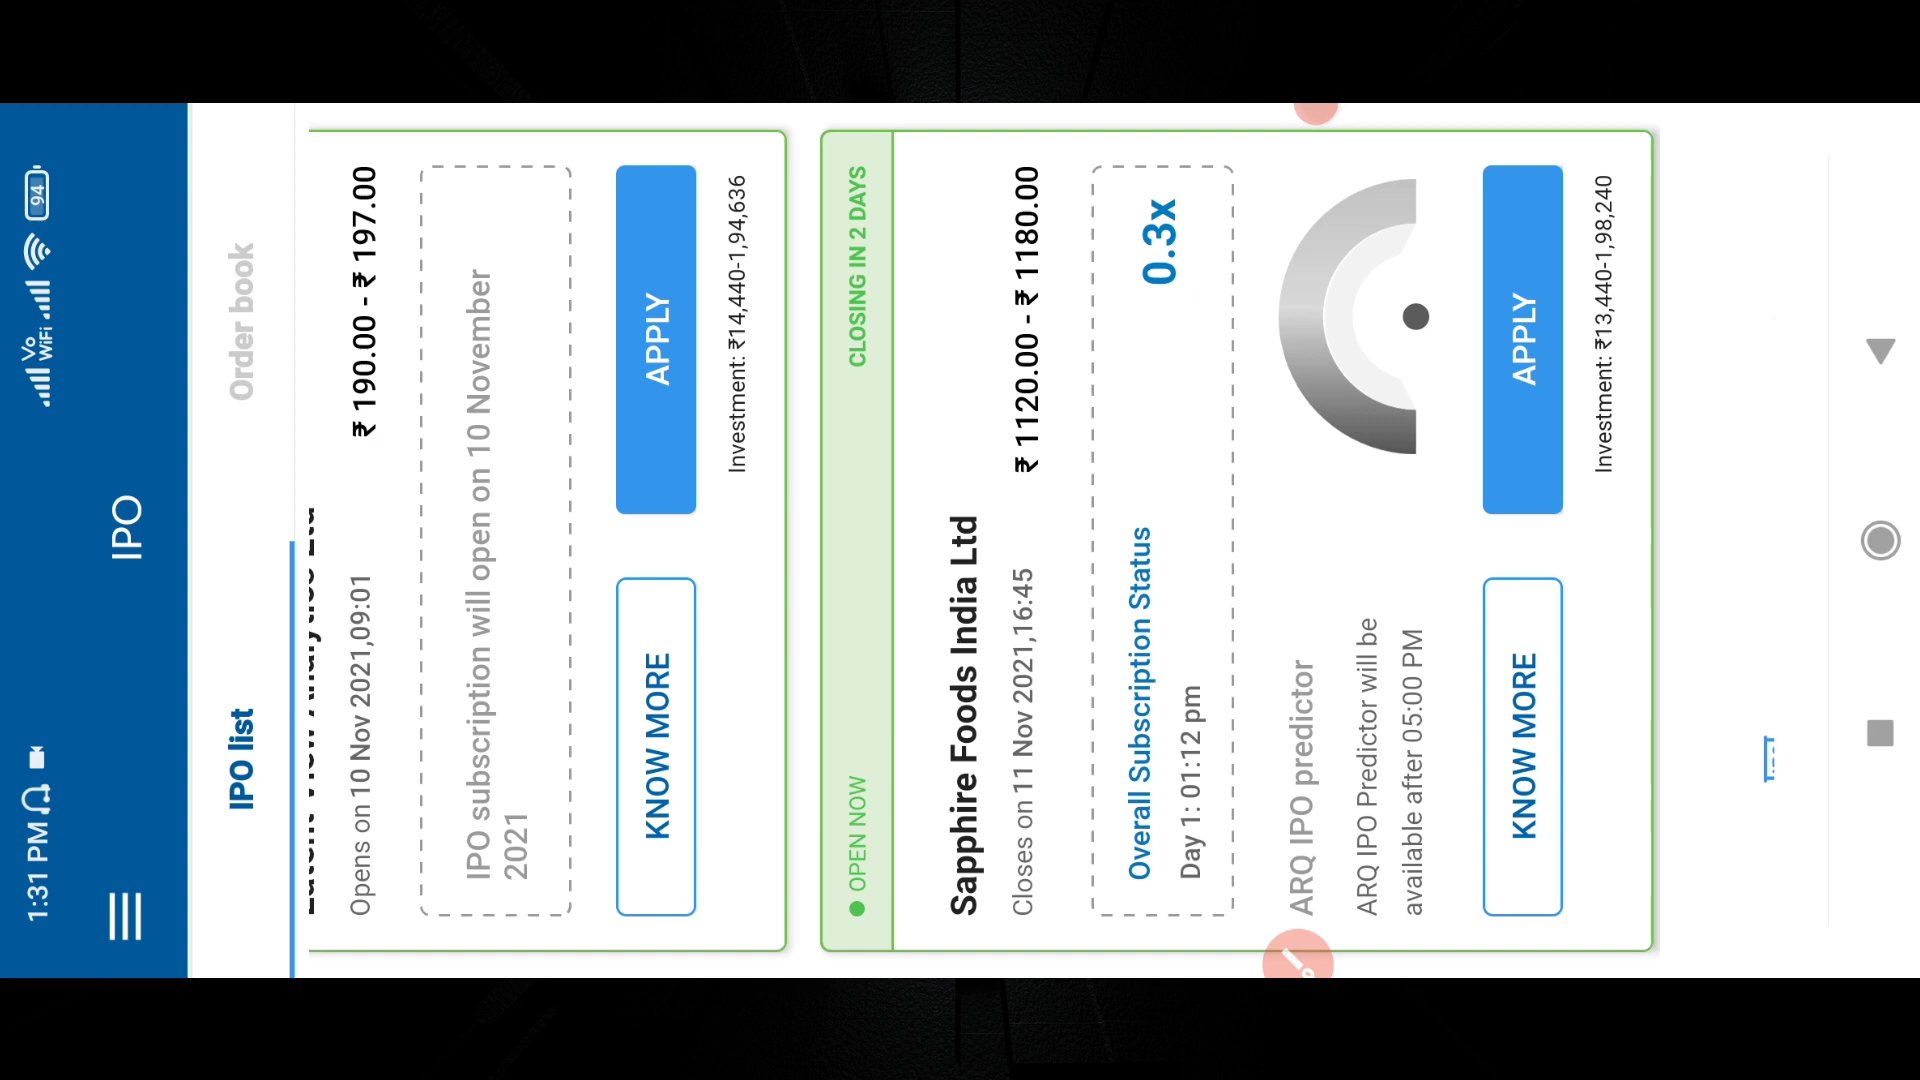 1:31 PM
Vo
WiFi
94
IPO
IPO list
Order book
Opens on 10 Nov 2021,09:01
₹ 190.00 - ₹ 197.00
IPO subscription will open on 10 November
2021
KNOW MORE
APPLY
Investment: ₹14,440-1,94,636
OPEN NOW
CLOSING IN 2 DAYS
Sapphire Foods India Ltd
Closes on 11 Nov 2021,16:45
₹ 1120.00 - ₹ 1180.00
Overall Subscription Status
0.3x
Day 1: 01:12 pm
ARQ IPO predictor
ARQ IPO Predictor will be
available after 05:00 PM
KNOW MORE
APPLY
Investment: ₹13,440-1,98,240